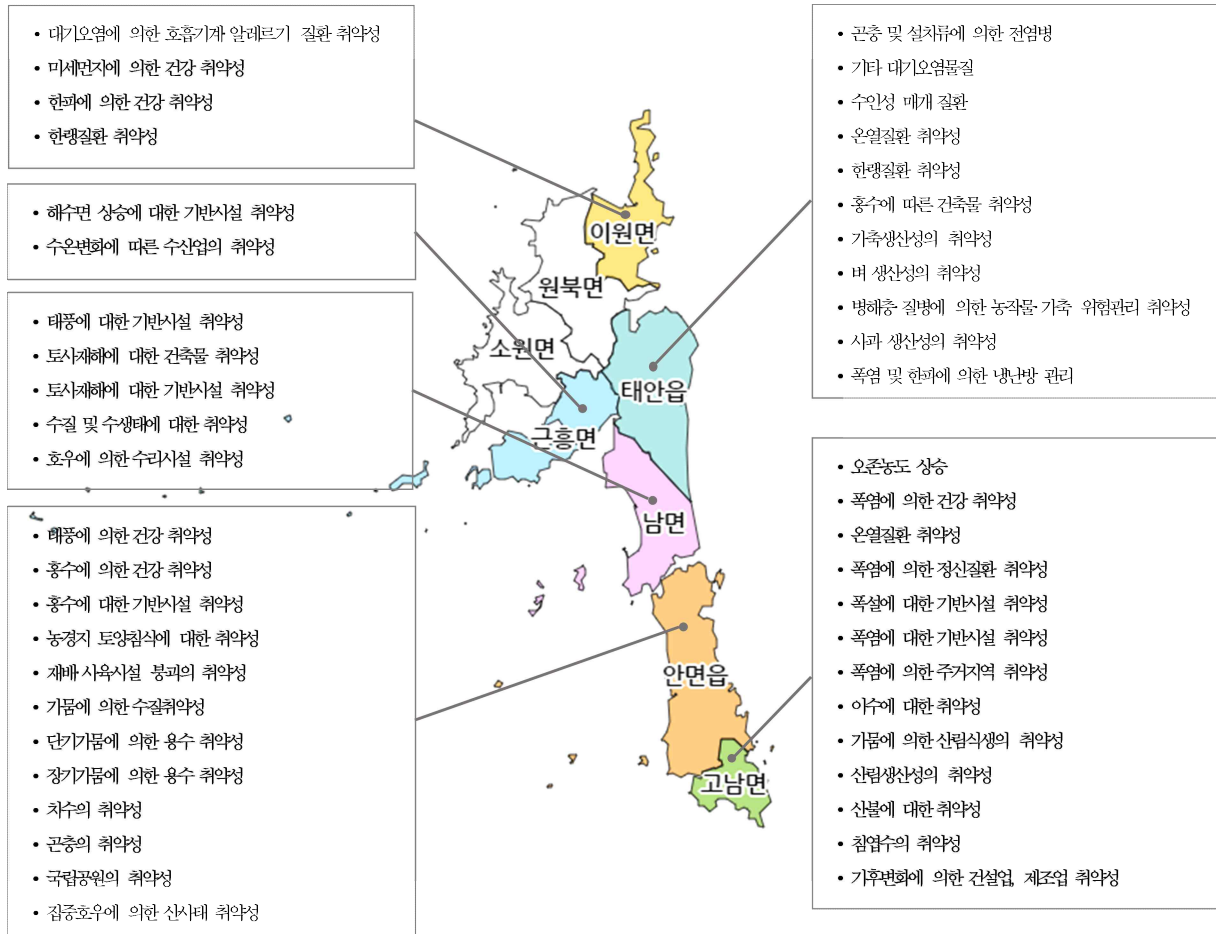 • 대기오염에 의한 호흡기계·알레르기 질환 취약성
• 미세먼지에 의한 건강 취약성
• 한파에 의한 건강 취약성
• 한랭질환 취약성
• 해수면 상승에 대한 기반시설 취약성
• 수온변화에 따른 수산업의 취약성
• 태풍에 대한 기반시설 취약성
• 토사재해에 대한 건축물 취약성
• 토사재해에 대한 기반시설 취약성
• 수질 및 수생태에 대한 취약성
• 호우에 의한 수리시설 취약성
• 태풍에 의한 건강 취약성
• 홍수에 의한 건강 취약성
• 홍수에 대한 기반시설 취약성
• 농경지 토양침식에 대한 취약성
• 재배·사육시설 붕괴의 취약성
• 가뭄에 의한 수질취약성
• 단기가뭄에 의한 용수 취약성
• 장기가뭄에 의한 용수 취약성
• 치수의 취약성
• 곤충의 취약성
• 국립공원의 취약성
• 집중호우에 의한 산사태 취약성
이원면
원북면
소원면
태안읍
근흥면
남면
안면읍
고남면
• 곤충 및 설치류에 의한 전염병
• 기타 대기오염물질
• 수인성 매개 질환
• 온열질환 취약성
• 한랭질환 취약성
• 홍수에 따른 건축물 취약성
• 가축생산성의 취약성
• 벼 생산성의 취약성
• 병해충·질병에 의한 농작물·가축 위험관리 취약성
• 사과 생산성의 취약성
• 폭염 및 한파에 의한 냉난방 관리
• 오존농도 상승
• 폭염에 의한 건강 취약성
• 온열질환 취약성
• 폭염에 의한 정신질환 취약성
• 폭설에 대한 기반시설 취약성
• 폭염에 대한 기반시설 취약성
• 폭염에 의한 주거지역 취약성
• 이수에 대한 취약성
• 가뭄에 의한 산림식생의 취약성
• 산림생산성의 취약성
• 산불에 대한 취약성
• 침엽수의 취약성
• 기후변화에 의한 건설업, 제조업 취약성